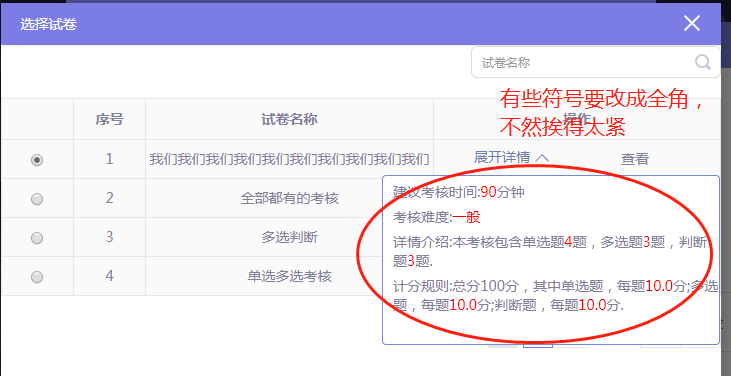 选择试卷
试卷名称
有些符号要改成全角，
不然挨得太紧
序号 试卷名称 操作
1 我们我们我们我们我们我们我们我们我们我们 展开详情 查看
2 全部都有的考核
3 多选判断
4 单选多选考核
建议考核时间:90分钟
考核难度:一般
详情介绍:本考核包含单选题4题，多选题3题，判断
题3题.
计分规则:总分100分，其中单选题，每题10.0分;多选
题，每题10.0分;判断题，每题10.0分.